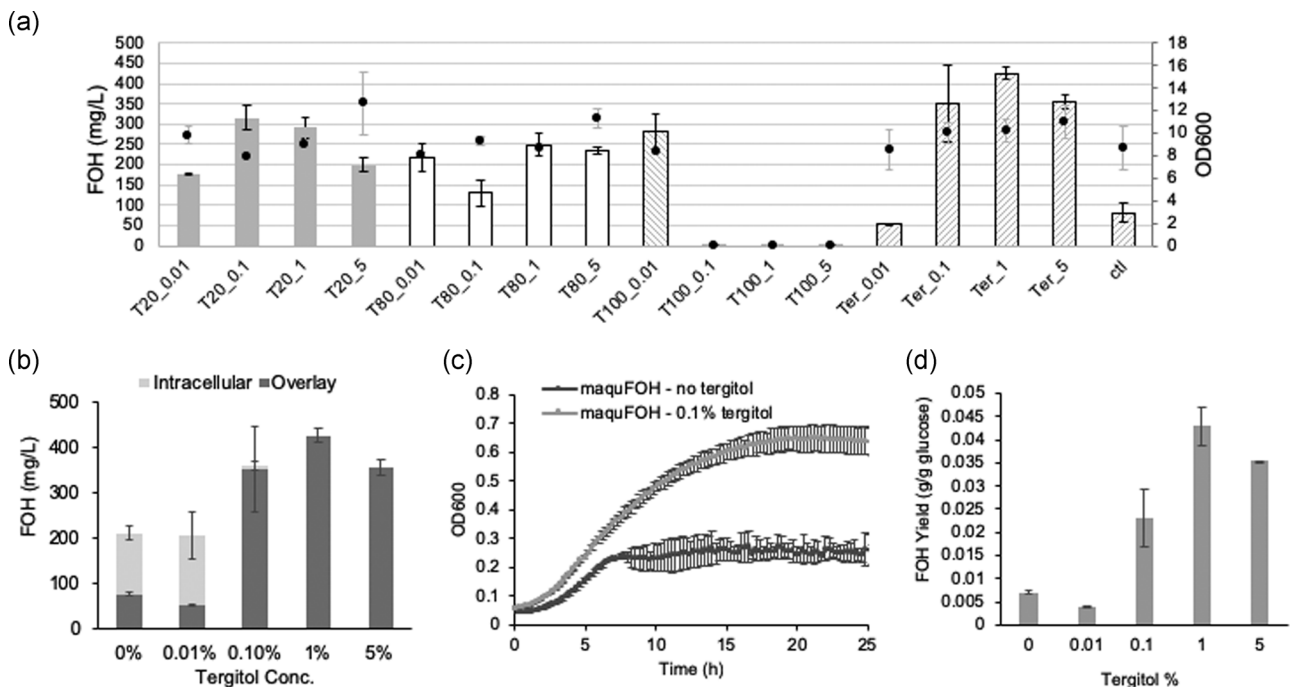 (a)
500
450
400
350
300
250
200
150
100
50
0
FOH (mg/L)
18
16
14
12
10
8
6
4
2
0
OD600
T20_0.01
T20_0.1
T20_1
T20_5
T80_0.01
T80_0.1
T80_1
T80_5
T100_0.01
T100_0.1
T100_1
T100_5
Ter_0.01
Ter_0.1
Ter_1
Ter_5
ctl
(b)
Intracellular Overlay
500
400
300
200
100
0
FOH (mg/L)
0% 0.01% 0.10% 1% 5%
Tergitol Conc.
(c)
maquFOH - no tergitol
maquFOH - 0.1% tergitol
0.8
0.7
0.6
0.5
0.4
0.3
0.2
0.1
0
OD600
0 5 10 15 20 25
Time (h)
(d)
0.05
0.045
0.04
0.035
0.03
0.025
0.02
0.015
0.01
0.005
0
FOH Yield (g/g glucose)
0 0.01 0.1 1 5
Tergitol %